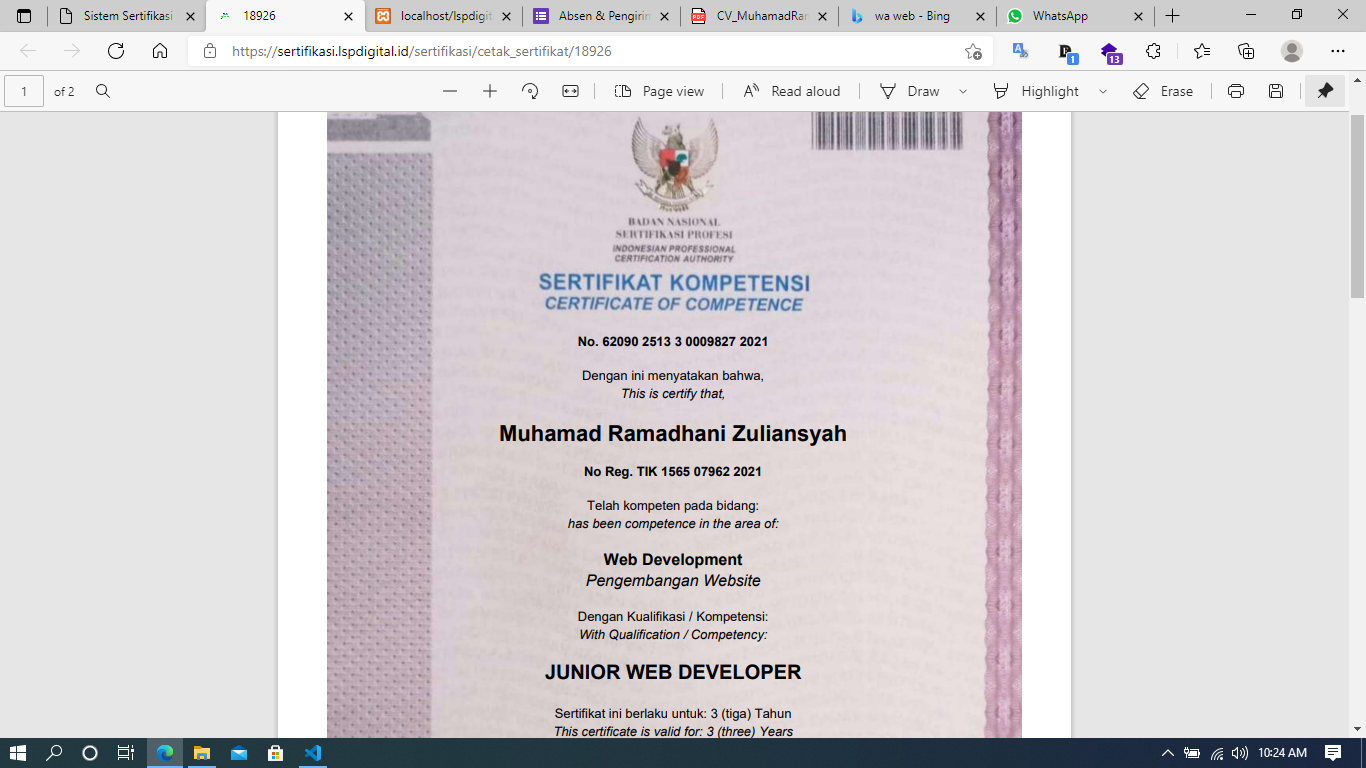 Sistem Sertifikasi
18926
localhost/lspdigit
Absen & Pengirin
CV_MuhamadRar
wa web - Bing
WhatsApp
https://sertifikasi.lspdigital.id/sertifikasi/cetak_sertifikat/18926
1
13
1
of 2
Page view
Read aloud
Draw
Highlight
Erase
BADAN NASIONAL
SERTIFIKASI PROFESI
INDONESIAN PROFESSIONAL
CERTIFICATION AUTHORITY
SERTIFIKAT KOMPETENSI
CERTIFICATE OF COMPETENCE
No. 62090 2513 3 0009827 2021
Dengan ini menyatakan bahwa,
This is certify that,
Muhamad Ramadhani Zuliansyah
No Reg. TIK 1565 07962 2021
Telah kompeten pada bidang:
has been competence in the area of:
Web Development
Pengembangan Website
Dengan Kualifikasi / Kompetensi:
With Qualification / Competency:
JUNIOR WEB DEVELOPER
Sertifikat ini berlaku untuk: 3 (tiga) Tahun
This certificate is valid for: 3 (three) Years
10:24 AM